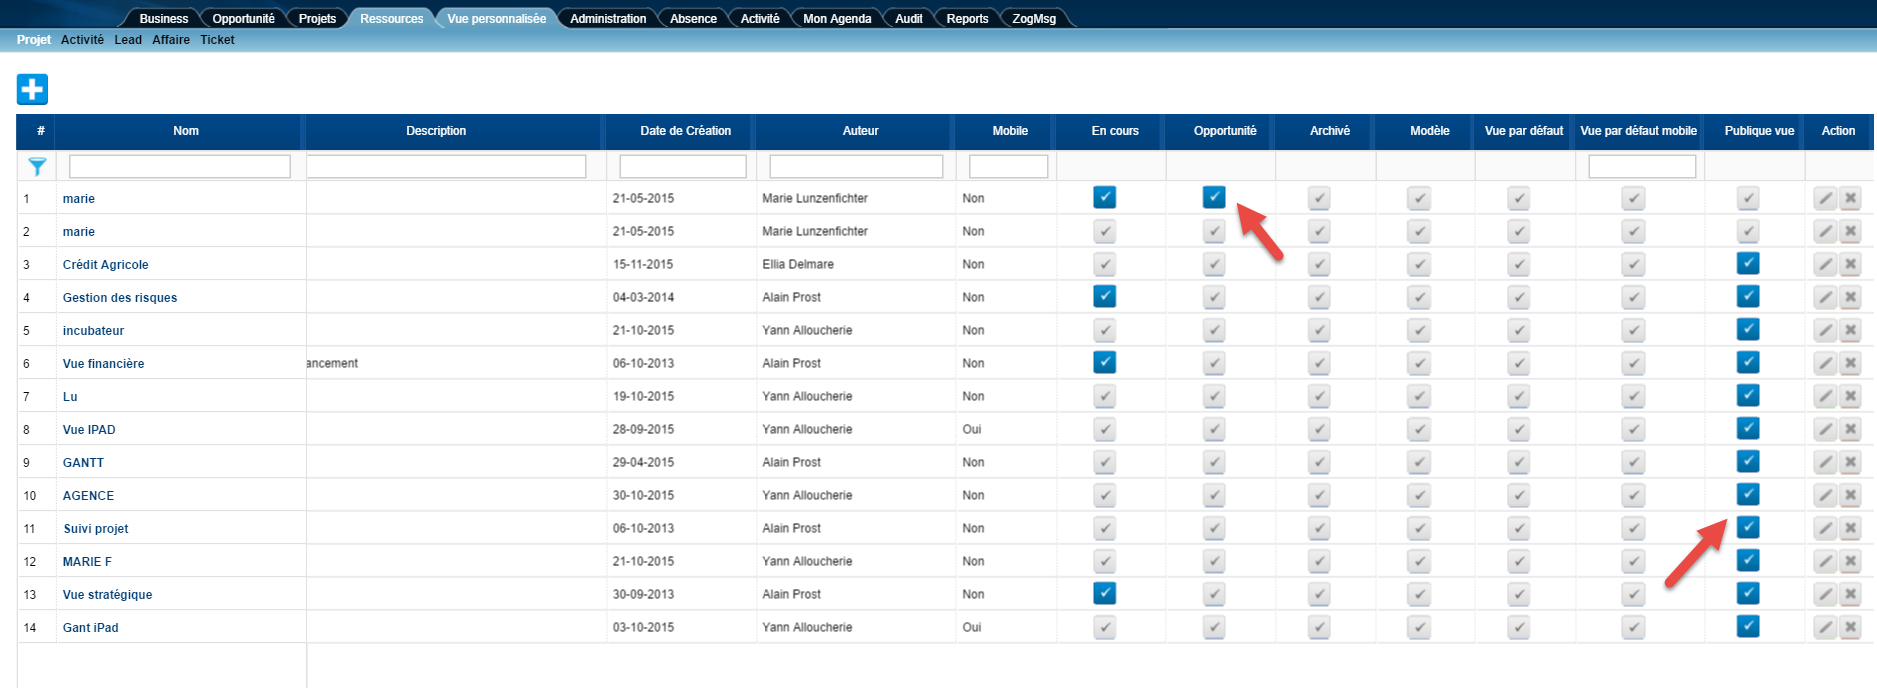 Business Opportunité Projets Ressources Vue personnalisée Administration Absence Activité Mon Agenda Audit Reports ZogMsg
Projet Activité Lead Affaire Ticket
# Nom Description Date de Création Auteur Mobile En cours Opportunité Archivé Modèle Vue par défaut Vue par défaut mobile Publique vue Action
1 marie 21-05-2015 Marie Lunzenfichter Non
2 marie 21-05-2015 Marie Lunzenfichter Non
3 Crédit Agricole 15-11-2015 Ellia Delmare Non
4 Gestion des risques 04-03-2014 Alain Prost Non
5 incubateur 21-10-2015 Yann Alloucherie Non
6 Vue financière ancement 06-10-2013 Alain Prost Non
7 Lu 19-10-2015 Yann Alloucherie Non
8 Vue IPAD 28-09-2015 Yann Alloucherie Oui
9 GANTT 29-04-2015 Alain Prost Non
10 AGENCE 30-10-2015 Yann Alloucherie Non
11 Suivi projet 06-10-2013 Alain Prost Non
12 MARIE F 21-10-2015 Yann Alloucherie Non
13 Vue stratégique 30-09-2013 Alain Prost Non
14 Gant iPad 03-10-2015 Yann Alloucherie Oui